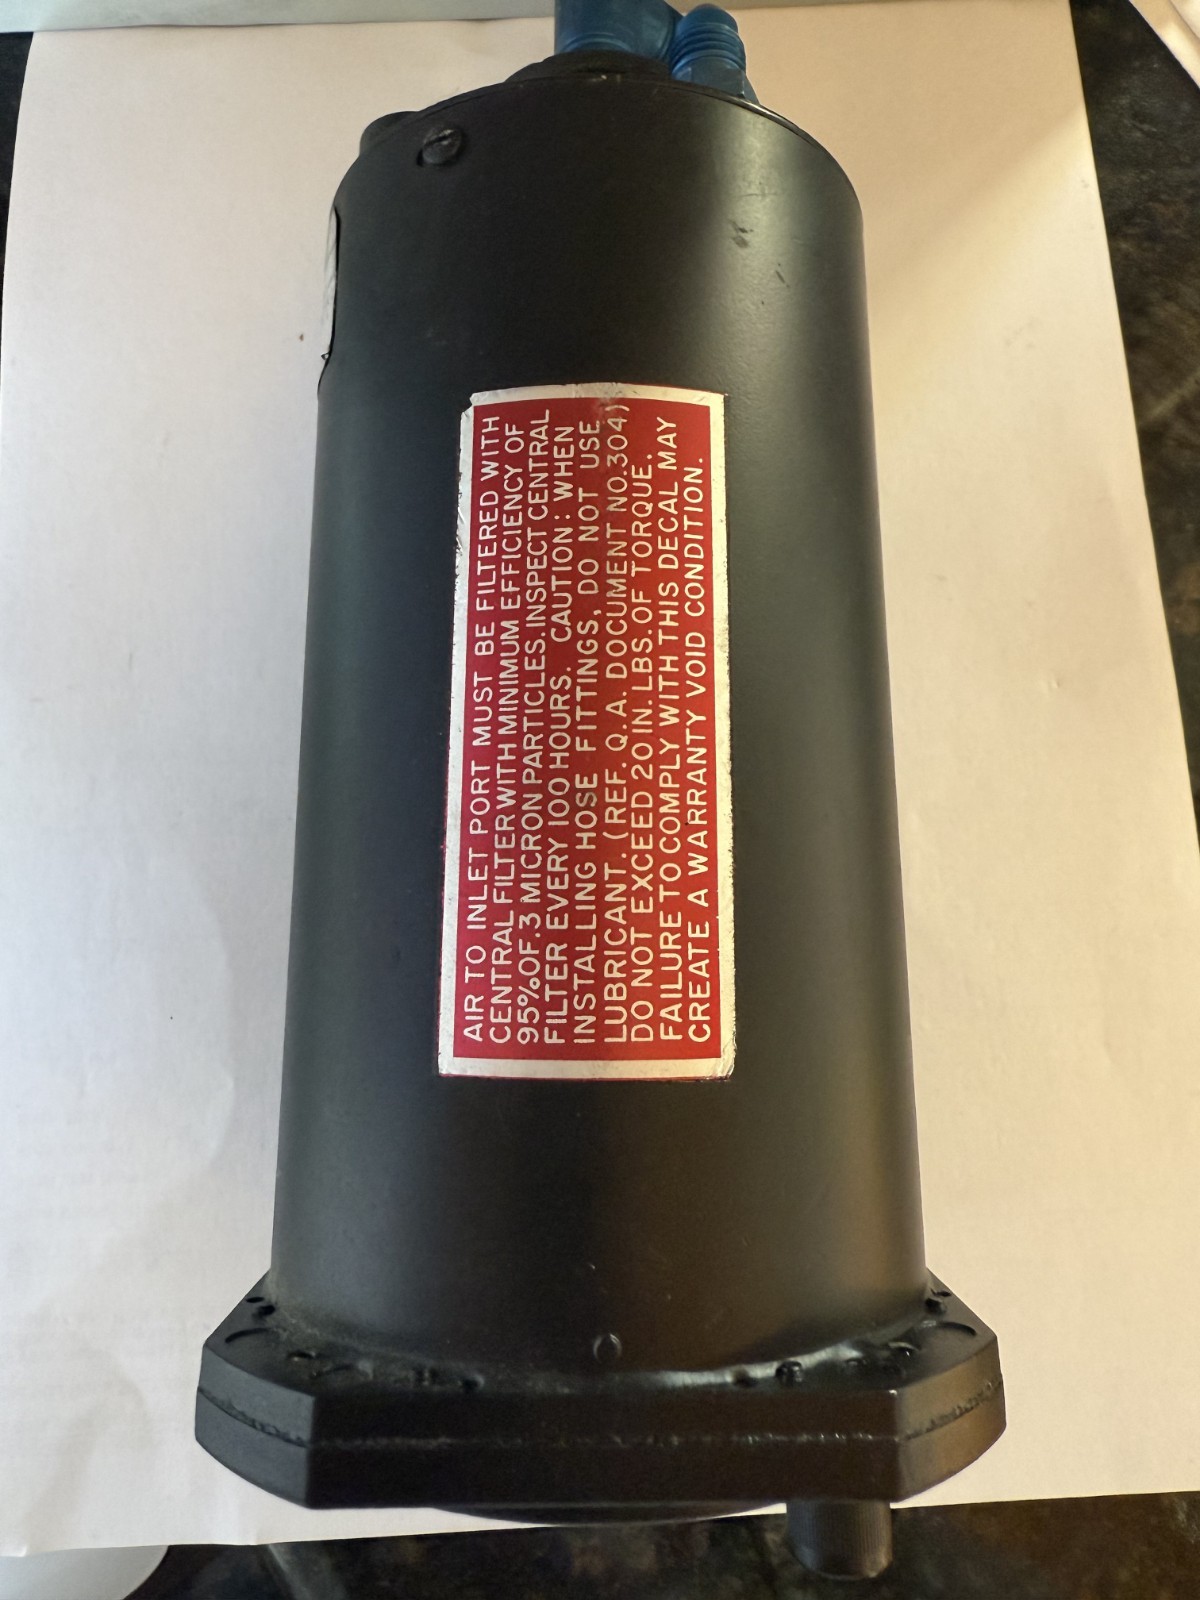 AIR TO INLET PORT MUST BE FILTERED WITH
CENTRAL FILTER WITH MINIMUM EFFICIENCY OF
95% OF .3 MICRON PARTICLES. INSPECT CENTRAL
FILTER EVERY 100 HOURS. CAUTION: WHEN
INSTALLING HOSE FITTINGS, DO NOT USE
LUBRICANT. (REF. Q.A. DOCUMENT NO. 304)
DO NOT EXCEED 20 IN. LBS. OF TORQUE.
FAILURE TO COMPLY WITH THIS DECAL MAY
CREATE A WARRANTY VOID CONDITION.